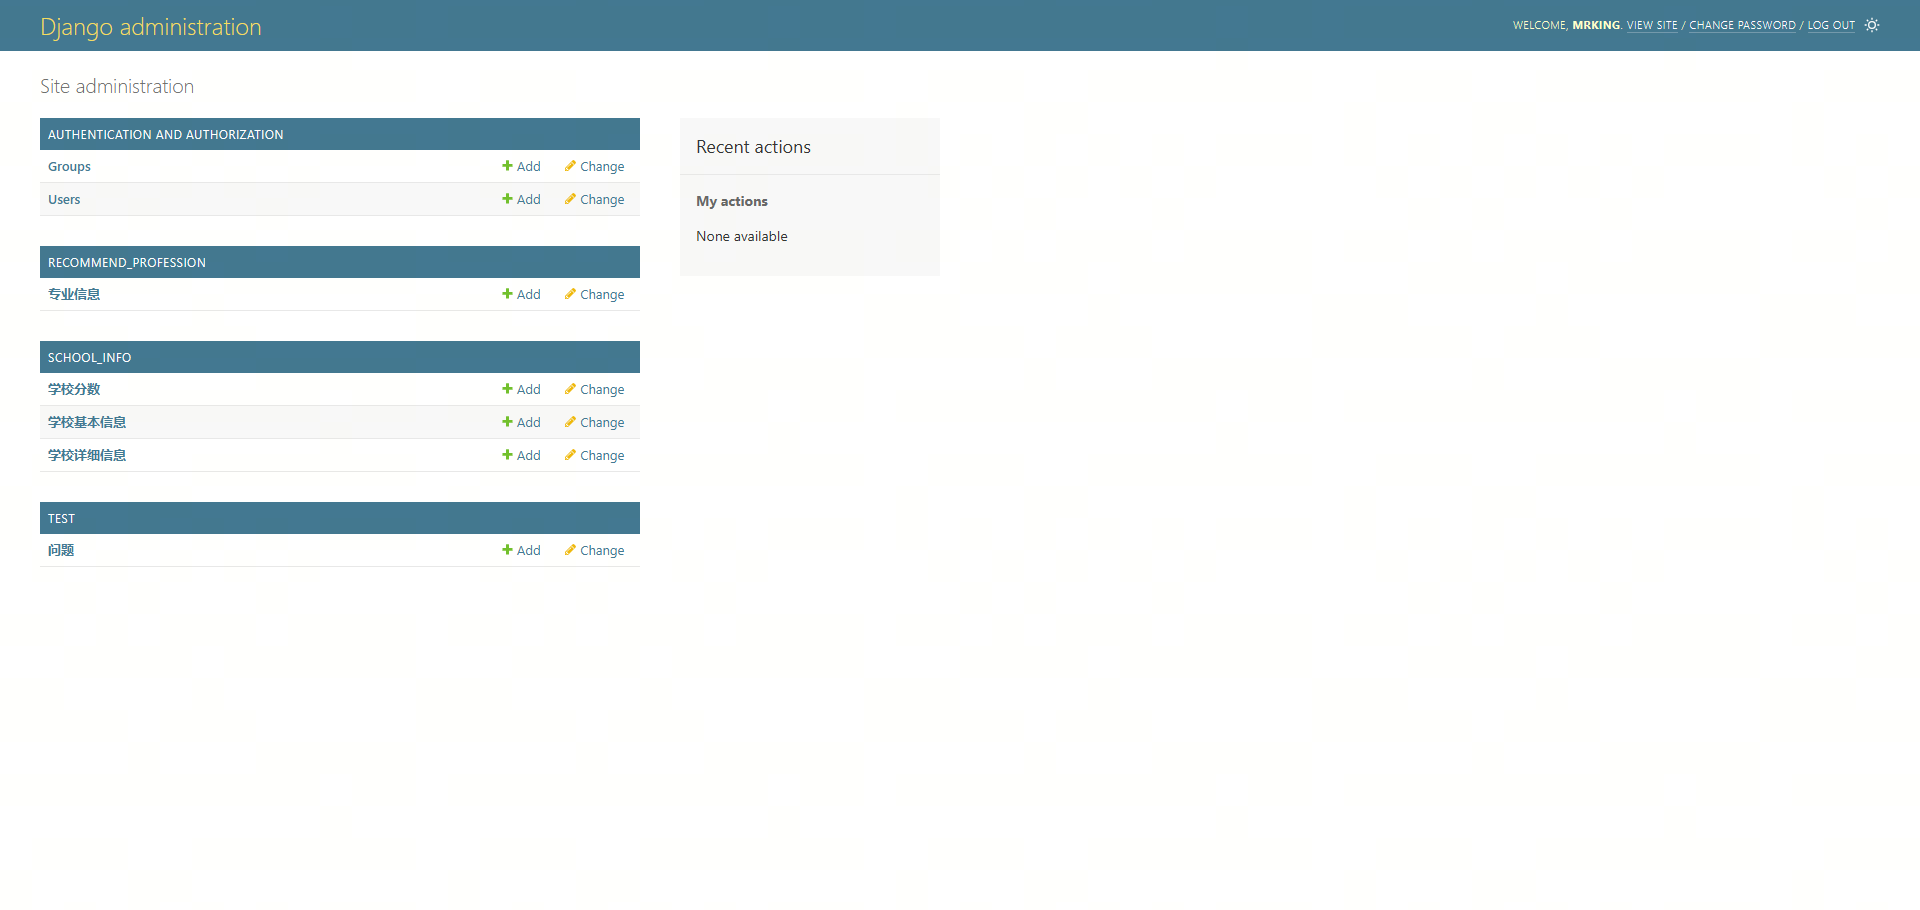 Django administration
WELCOME, MRKING. VIEW SITE / CHANGE PASSWORD / LOG OUT
Site administration
AUTHENTICATION AND AUTHORIZATION
Groups Add Change
Users Add Change
RECOMMEND_PROFESSION
专业信息 Add Change
SCHOOL_INFO
学校分数 Add Change
学校基本信息 Add Change
学校详细信息 Add Change
TEST
问题 Add Change
Recent actions
My actions
None available